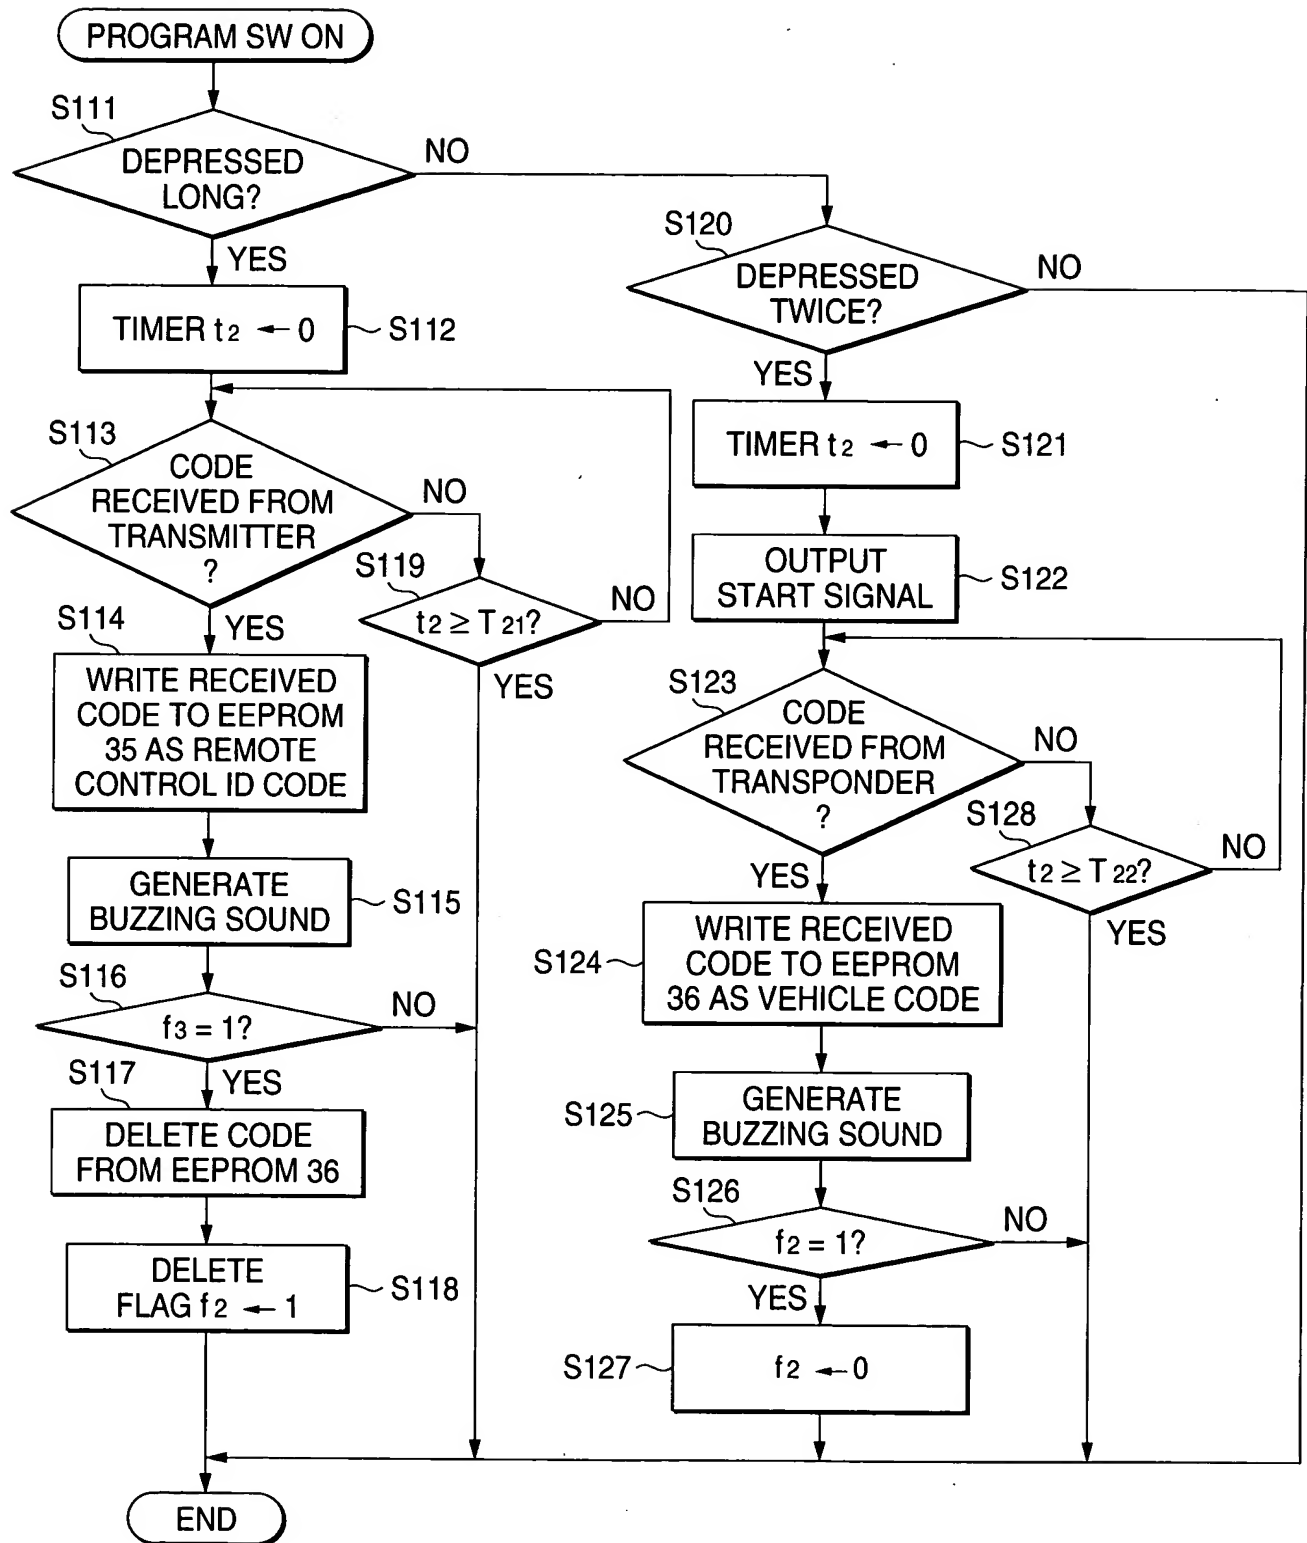 PROGRAM SW ON
S111
DEPRESSED
LONG?
NO
YES
TIMER t2 ← 0
S112
S113
CODE
RECEIVED FROM
TRANSMITTER
?
NO
YES
S119
t2 ≥ T21?
NO
YES
S114
WRITE RECEIVED
CODE TO EEPROM
35 AS REMOTE
CONTROL ID CODE
GENERATE
BUZZING SOUND
S115
S116
f3 = 1?
NO
YES
S117
DELETE CODE
FROM EEPROM 36
DELETE
FLAG f2 ← 1
S118
S120
DEPRESSED
TWICE?
NO
YES
TIMER t2 ← 0
S121
OUTPUT
START SIGNAL
S122
S123
CODE
RECEIVED FROM
TRANSPONDER
?
NO
YES
S128
t2 ≥ T22?
NO
YES
S124
WRITE RECEIVED
CODE TO EEPROM
36 AS VEHICLE CODE
S125
GENERATE
BUZZING SOUND
S126
f2 = 1?
NO
YES
S127
f2 ← 0
END